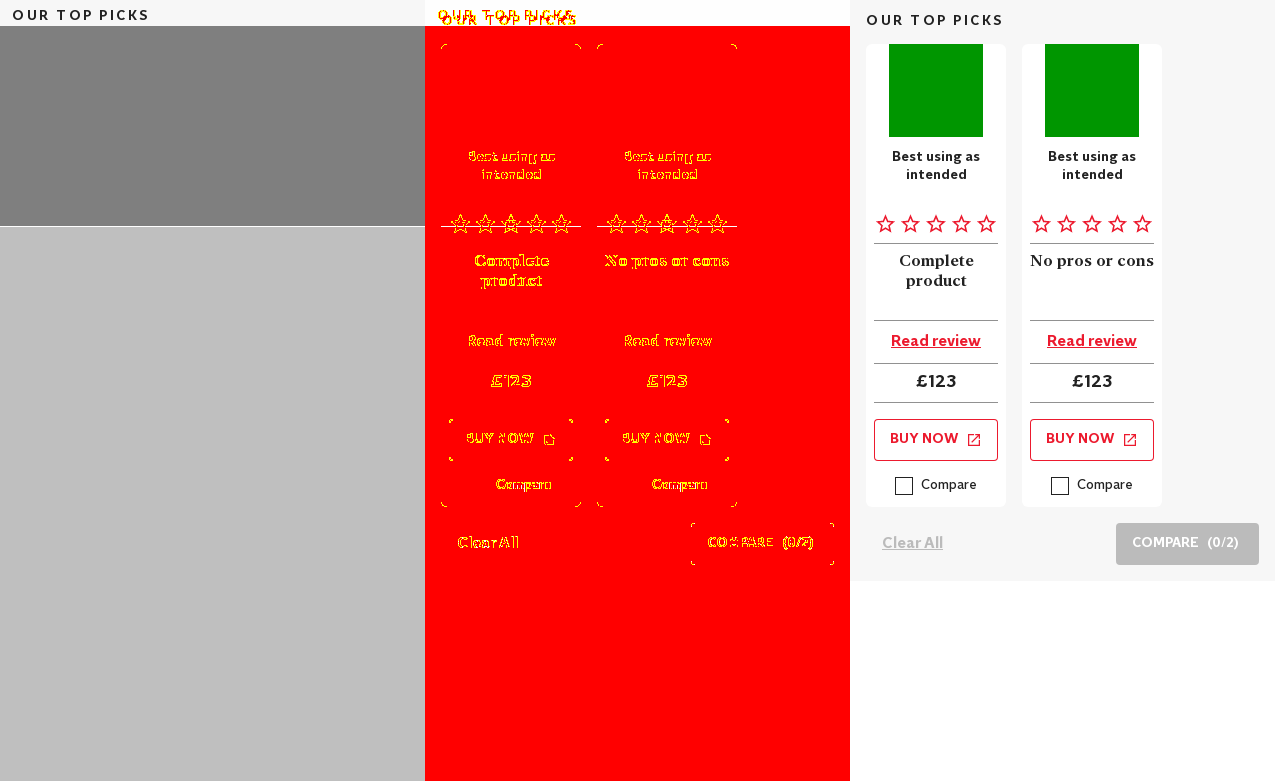 OUR TOP PICKS
OUR TOP PICKS
OUR TOP PICKS
Best using as
intended
Best using as
intended
Complete
product
No pros or cons
Read review
Read review
£123
£123
BUY NOW
BUY NOW
Compare
Compare
Clear All
COMPARE (0/2)
OUR TOP PICKS
Best using as
intended
Best using as
intended
Complete
product
No pros or cons
Read review
Read review
£123
£123
BUY NOW
BUY NOW
Compare
Compare
Clear All
COMPARE (0/2)